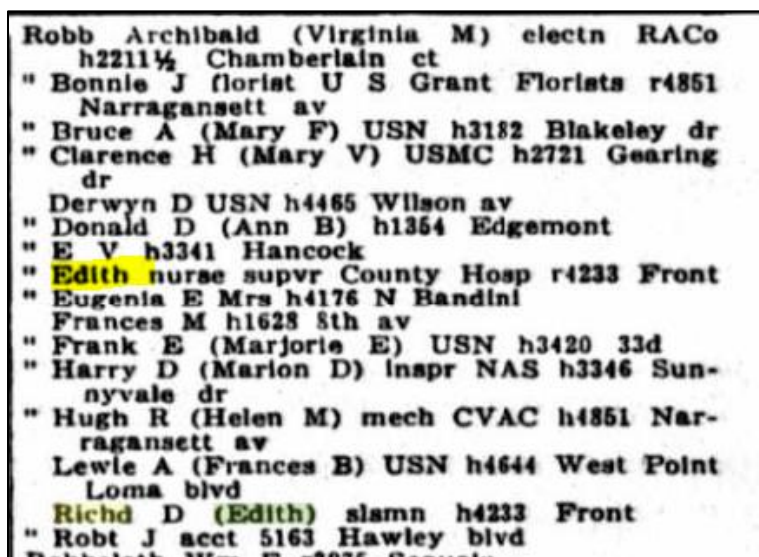 Robb Archibald (Virginia M) electn RACo
h2211½ Chamberlain ct
" Bonnie J florist U S Grant Florists r4851
Narragansett av
" Bruce A (Mary F) USN h3182 Blakeley dr
" Clarence H (Mary V) USMC h2721 Gearing
dr
Derwyn D USN h4465 Wilson av
" Donald D (Ann B) h1354 Edgemont
" E V h3341 Hancock
" Edith nurse supvr County Hosp r4233 Front
" Eugenia E Mrs h4176 N Bandini
Frances M h1628 8th av
" Frank E (Marjorie E) USN h3420 33d
" Harry D (Marion D) inspr NAS h3346 Sun-
nyvale dr
" Hugh R (Helen M) mech CVAC h4851 Nar-
ragansett av
Lewie A (Frances B) USN h4644 West Point
Loma blvd
Richd D (Edith) slsmn h4233 Front
" Robt J acct 5163 Hawley blvd